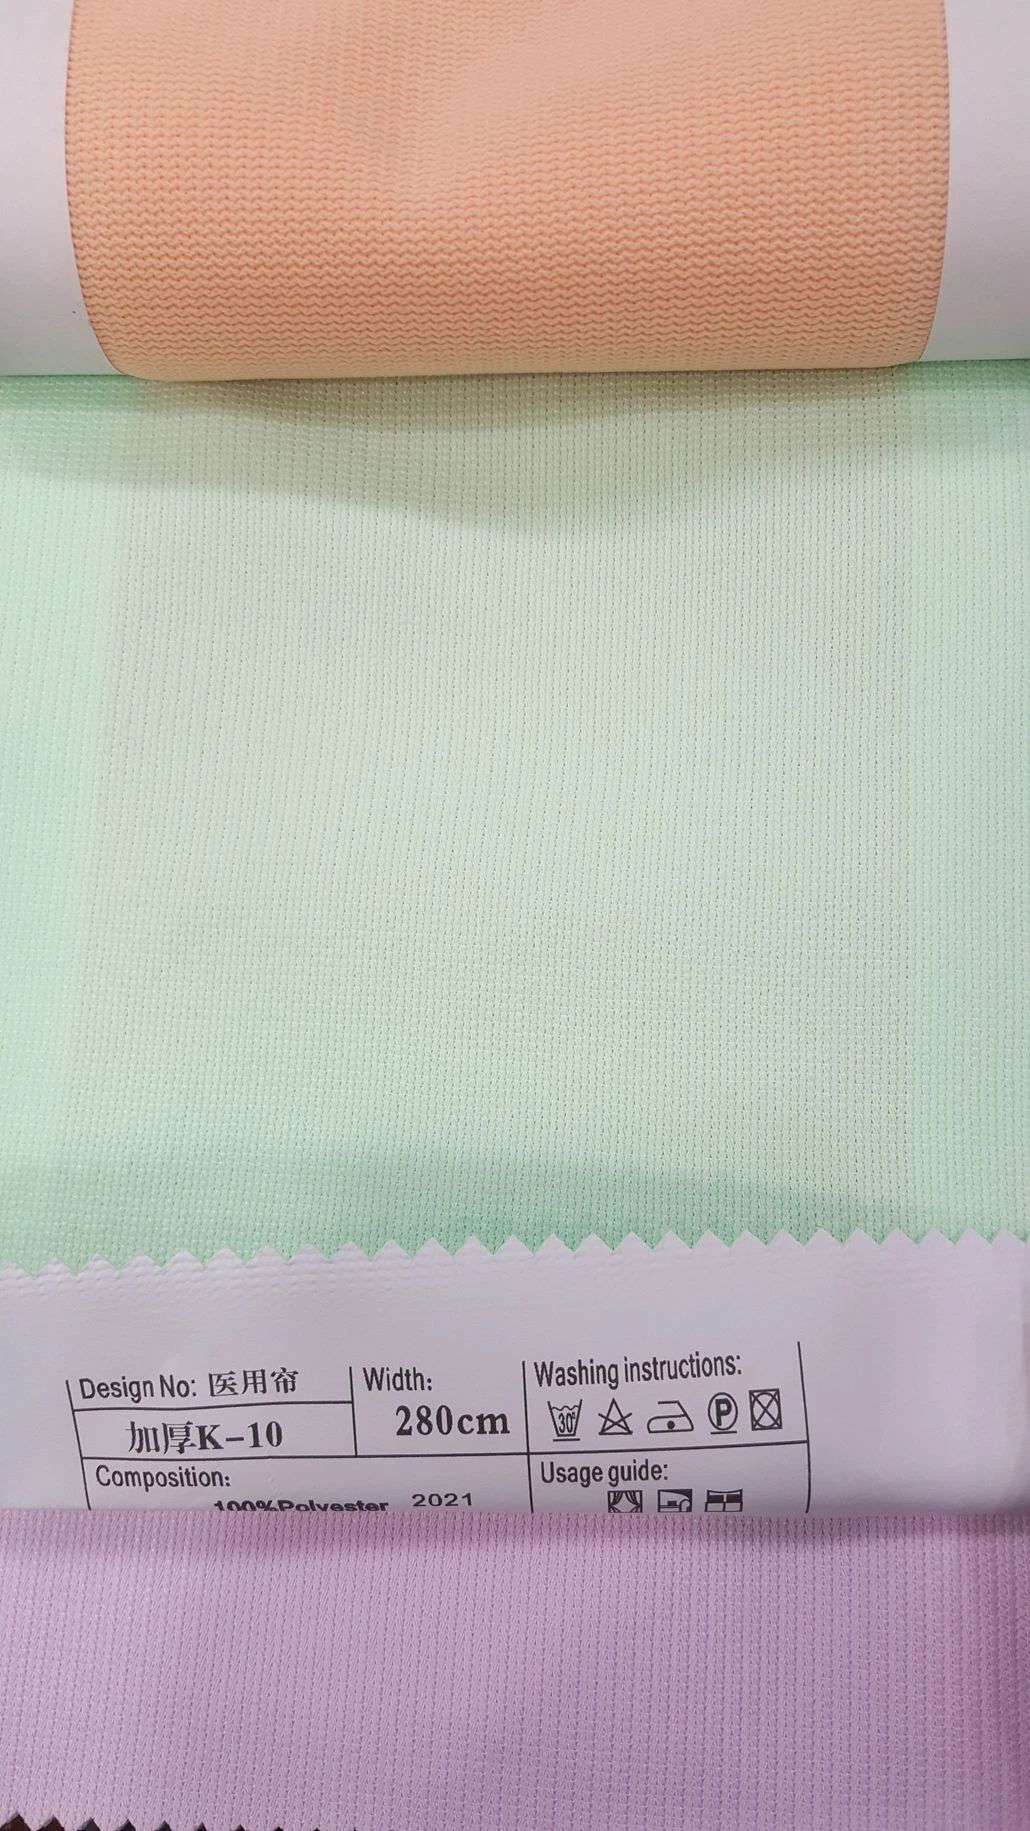 Design No: 医用帘
加厚K-10
Width:
280cm
Washing instructions:
30°
P
Composition:
100%Polyester 2021
Usage guide: